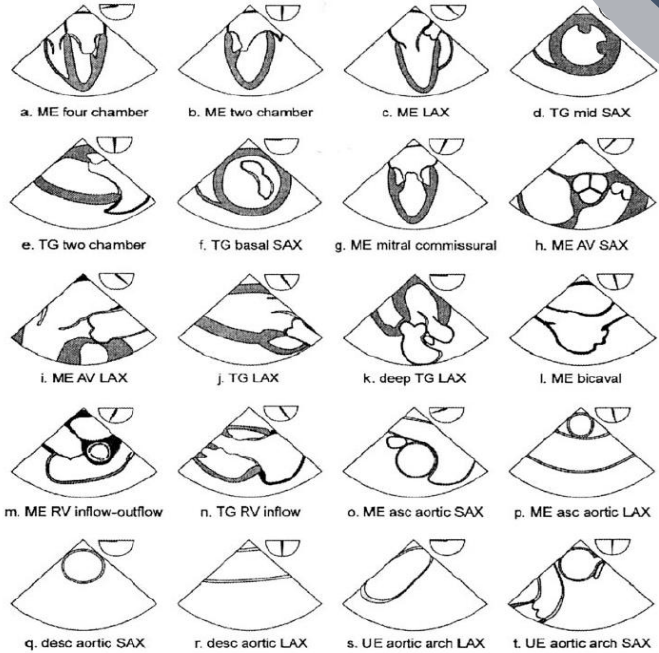 a. ME four chamber
b. ME two chamber
c. ME LAX
d. TG mid SAX
e. TG two chamber
f. TG basal SAX
g. ME mitral commissural
h. ME AV SAX
i. ME AV LAX
j. TG LAX
k. deep TG LAX
l. ME bicaval
m. ME RV inflow-outflow
n. TG RV inflow
o. ME asc aortic SAX
p. ME asc aortic LAX
q. desc aortic SAX
r. desc aortic LAX
s. UE aortic arch LAX
t. UE aortic arch SAX